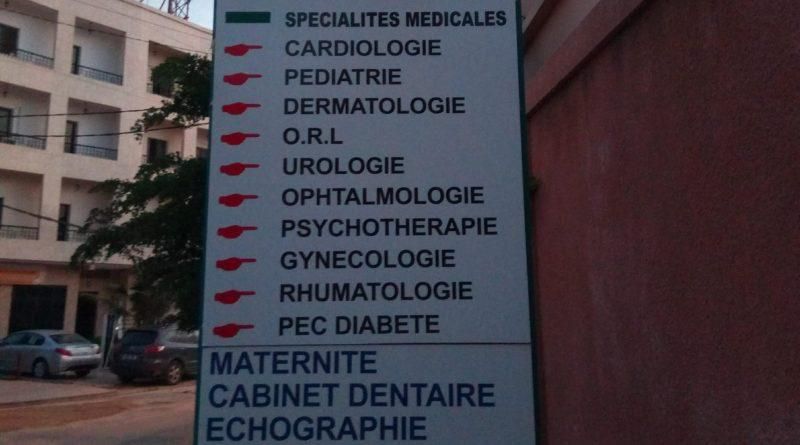 SPECIALITES MEDICALES
CARDIOLOGIE
PEDIATRIE
DERMATOLOGIE
O.R.L
UROLOGIE
OPHTALMOLOGIE
PSYCHOTHERAPIE
GYNECOLOGIE
RHUMATOLOGIE
PEC DIABETE
MATERNITE
CABINET DENTAIRE
ECHOGRAPHIE